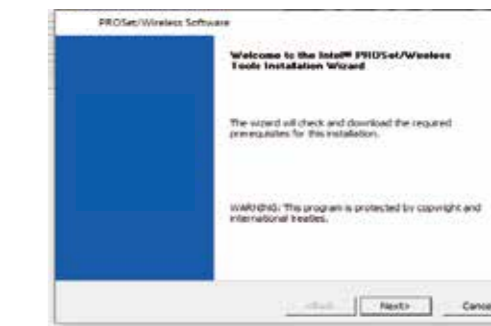 PROSet/Wireless Software
Welcome to the Intel® PROSet/Wireless
Tools Installation Wizard
The wizard will check and download the required
prerequisites for this installation.
WARNING: This program is protected by copyright and
international treaties.
<Back Next> Cance